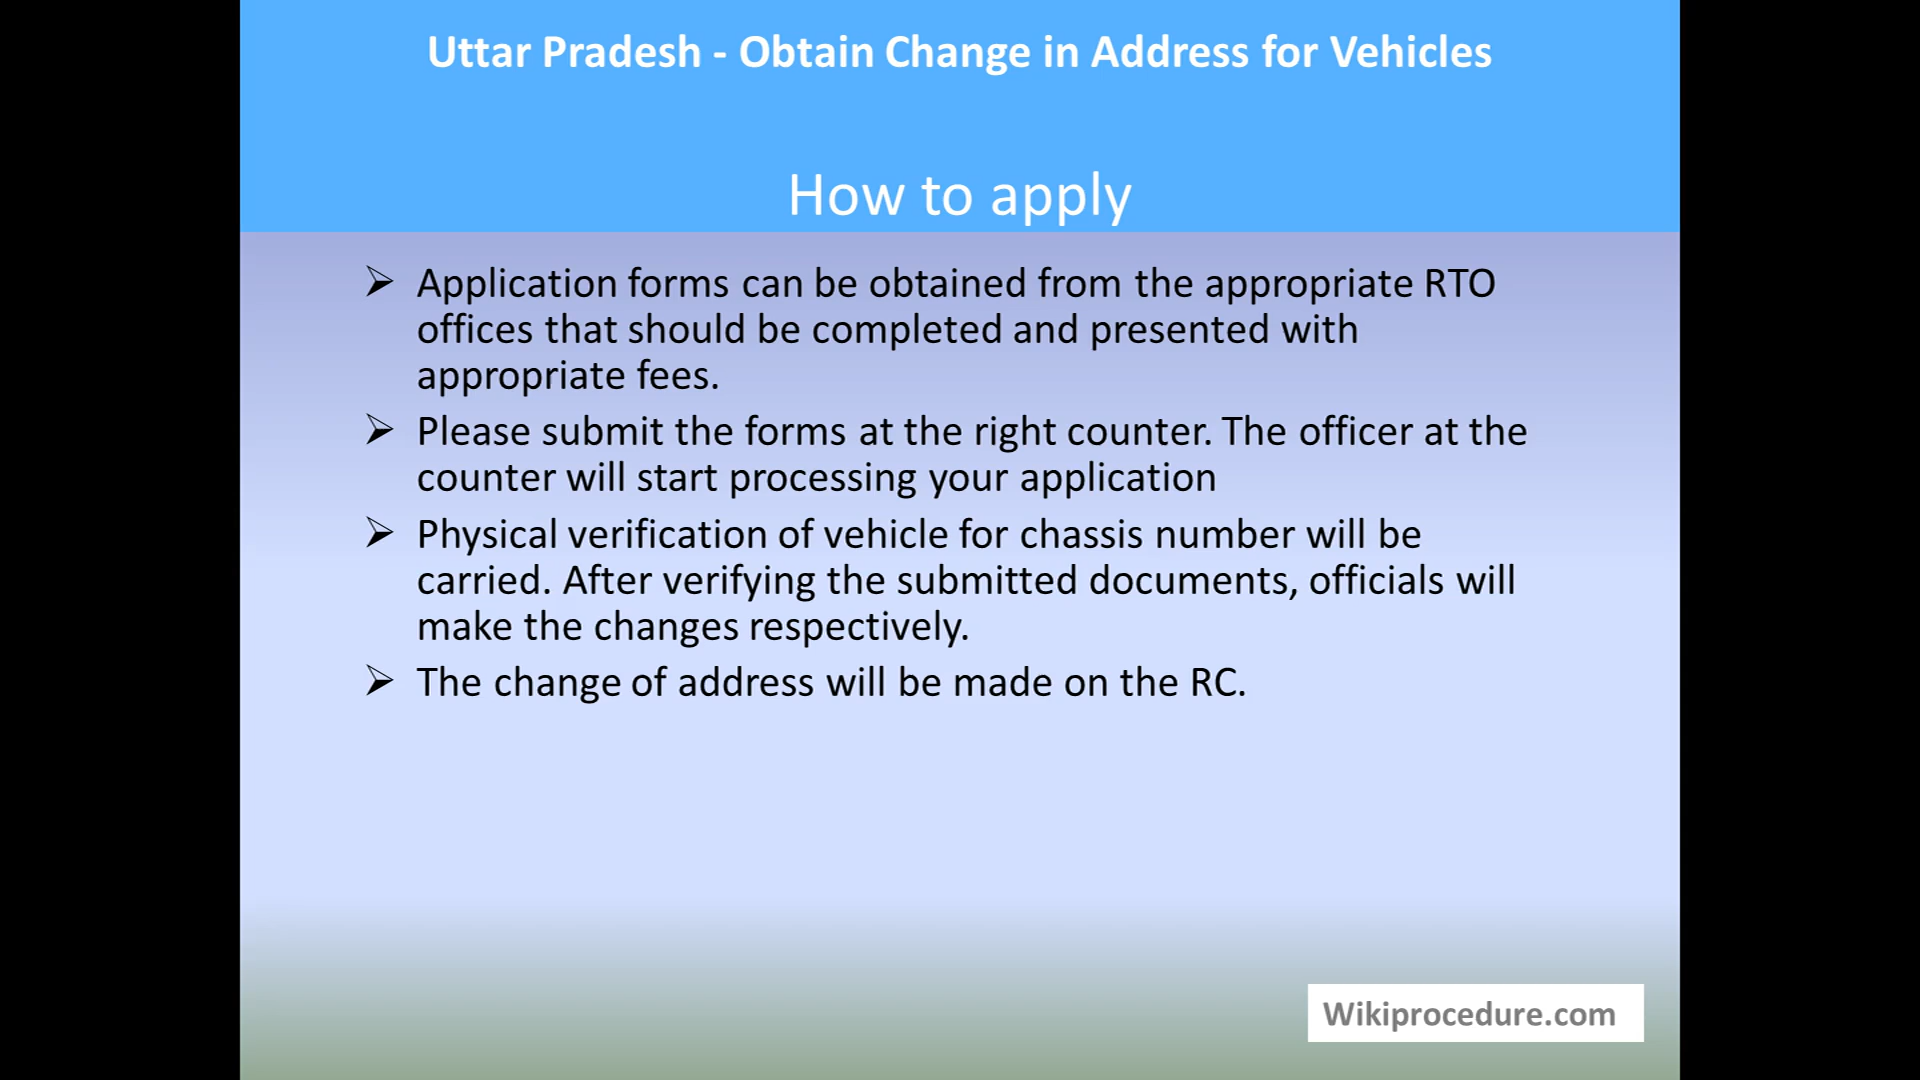 Uttar Pradesh - Obtain Change in Address for Vehicles
How to apply
➢ Application forms can be obtained from the appropriate RTO
offices that should be completed and presented with
appropriate fees.
➢ Please submit the forms at the right counter. The officer at the
counter will start processing your application
➢ Physical verification of vehicle for chassis number will be
carried. After verifying the submitted documents, officials will
make the changes respectively.
➢ The change of address will be made on the RC.
Wikiprocedure.com